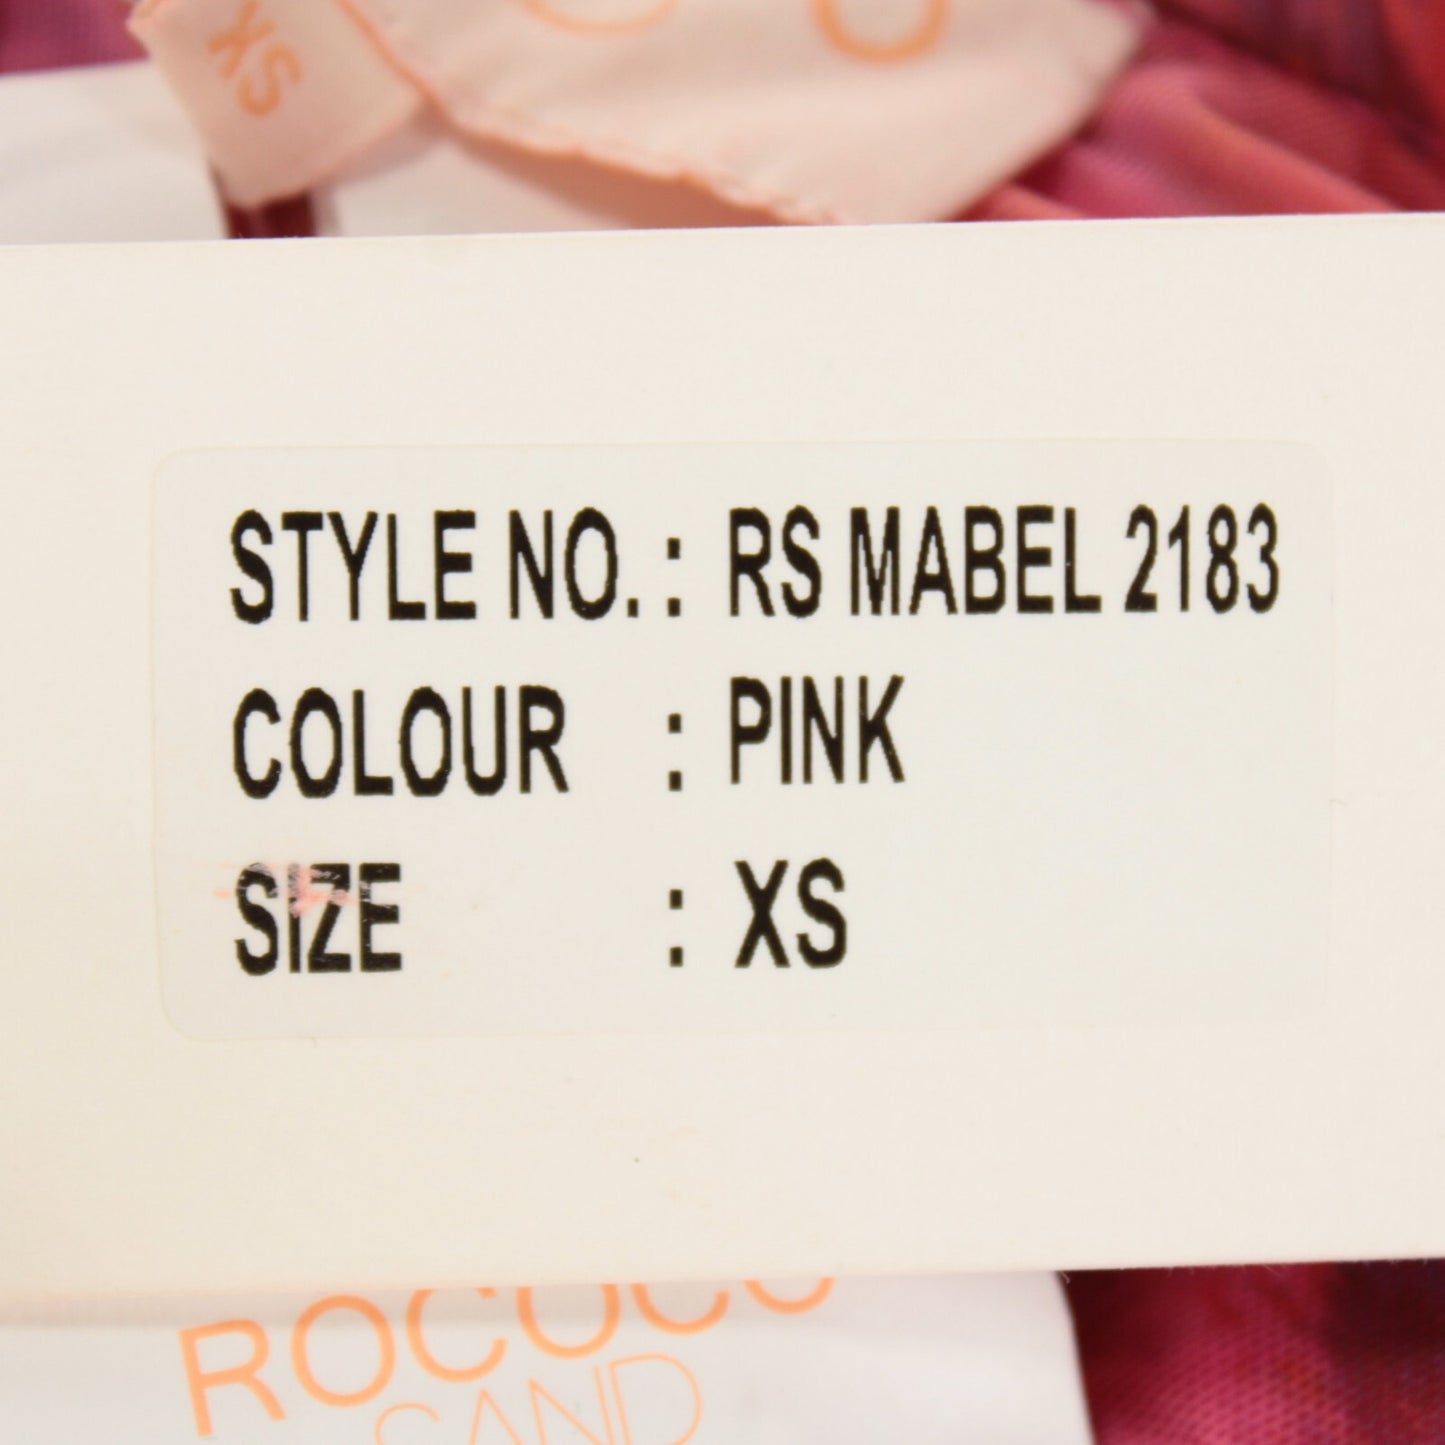 XS
STYLE NO. : RS MABEL 2183
COLOUR : PINK
SIZE : XS
ROCOCO
SAND